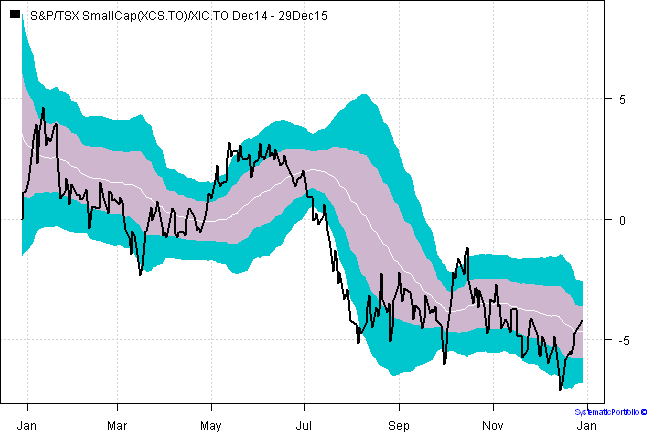 S&P/TSX SmallCap(XCS.TO)/XIC.TO Dec14 - 29Dec15
5
0
-5
Jan Mar May Jul Sep Nov Jan
SystematicPortfolio ©